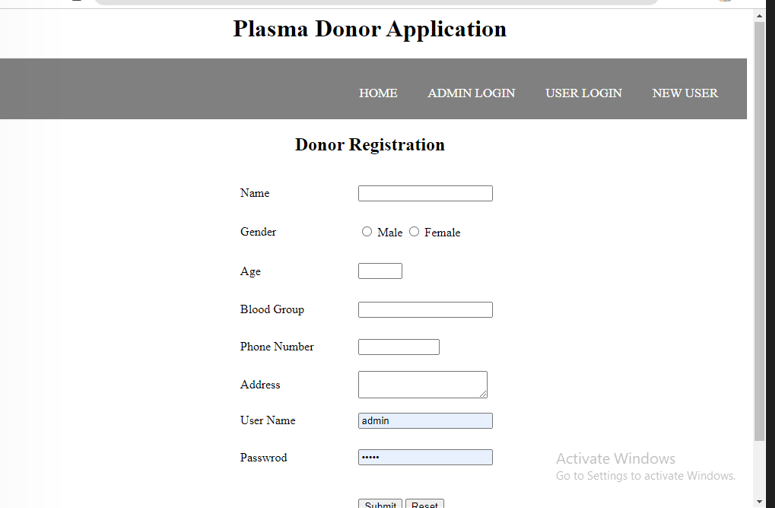 Plasma Donor Application
HOME ADMIN LOGIN USER LOGIN NEW USER
Donor Registration
Name
Gender Male Female
Age
Blood Group
Phone Number
Address
User Name admin
Passwrod •••••
Activate Windows
Go to Settings to activate Windows.
Submit Reset